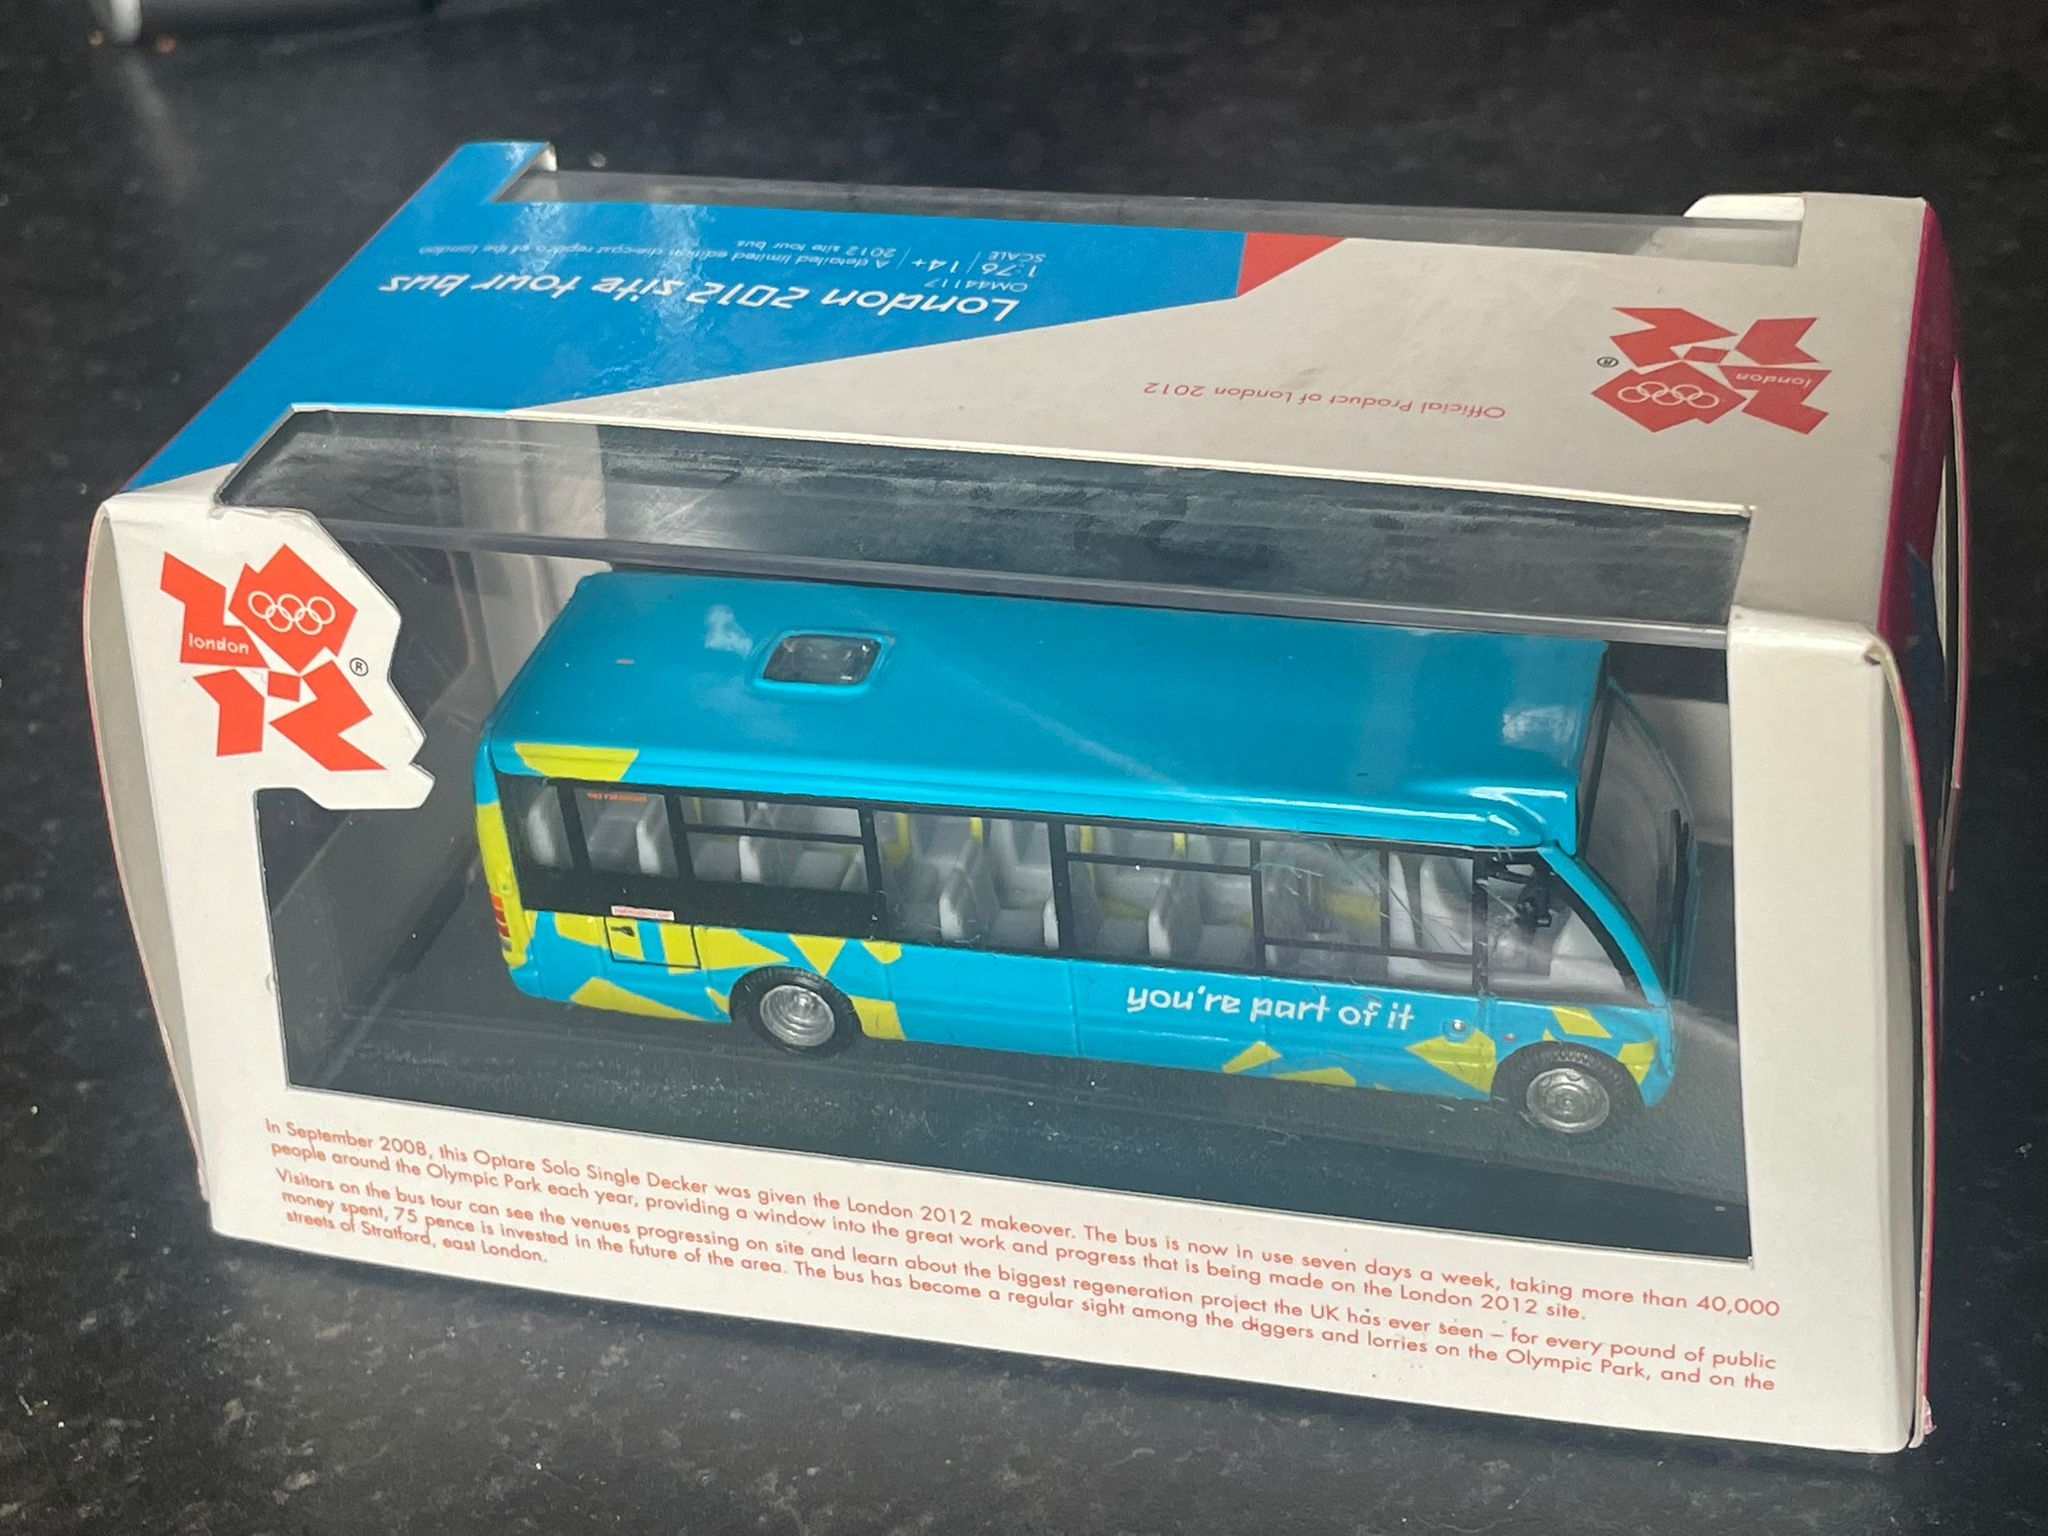 London 2012 site tour bus
OM44117
1:76 SCALE
14+
A detailed limited edition die-cast replica of the London
2012 site tour bus
Official Product of London 2012
london
®
london
®
you're part of it
In September 2008, this Optare Solo Single Decker was given the London 2012 makeover. The bus is now in use seven days a week, taking more than 40,000
people around the Olympic Park each year, providing a window into the great work and progress that is being made on the London 2012 site.
Visitors on the bus tour can see the venues progressing on site and learn about the biggest regeneration project the UK has ever seen – for every pound of public
money spent, 75 pence is invested in the future of the area. The bus has become a regular sight among the diggers and lorries on the Olympic Park, and on the
streets of Stratford, east London.